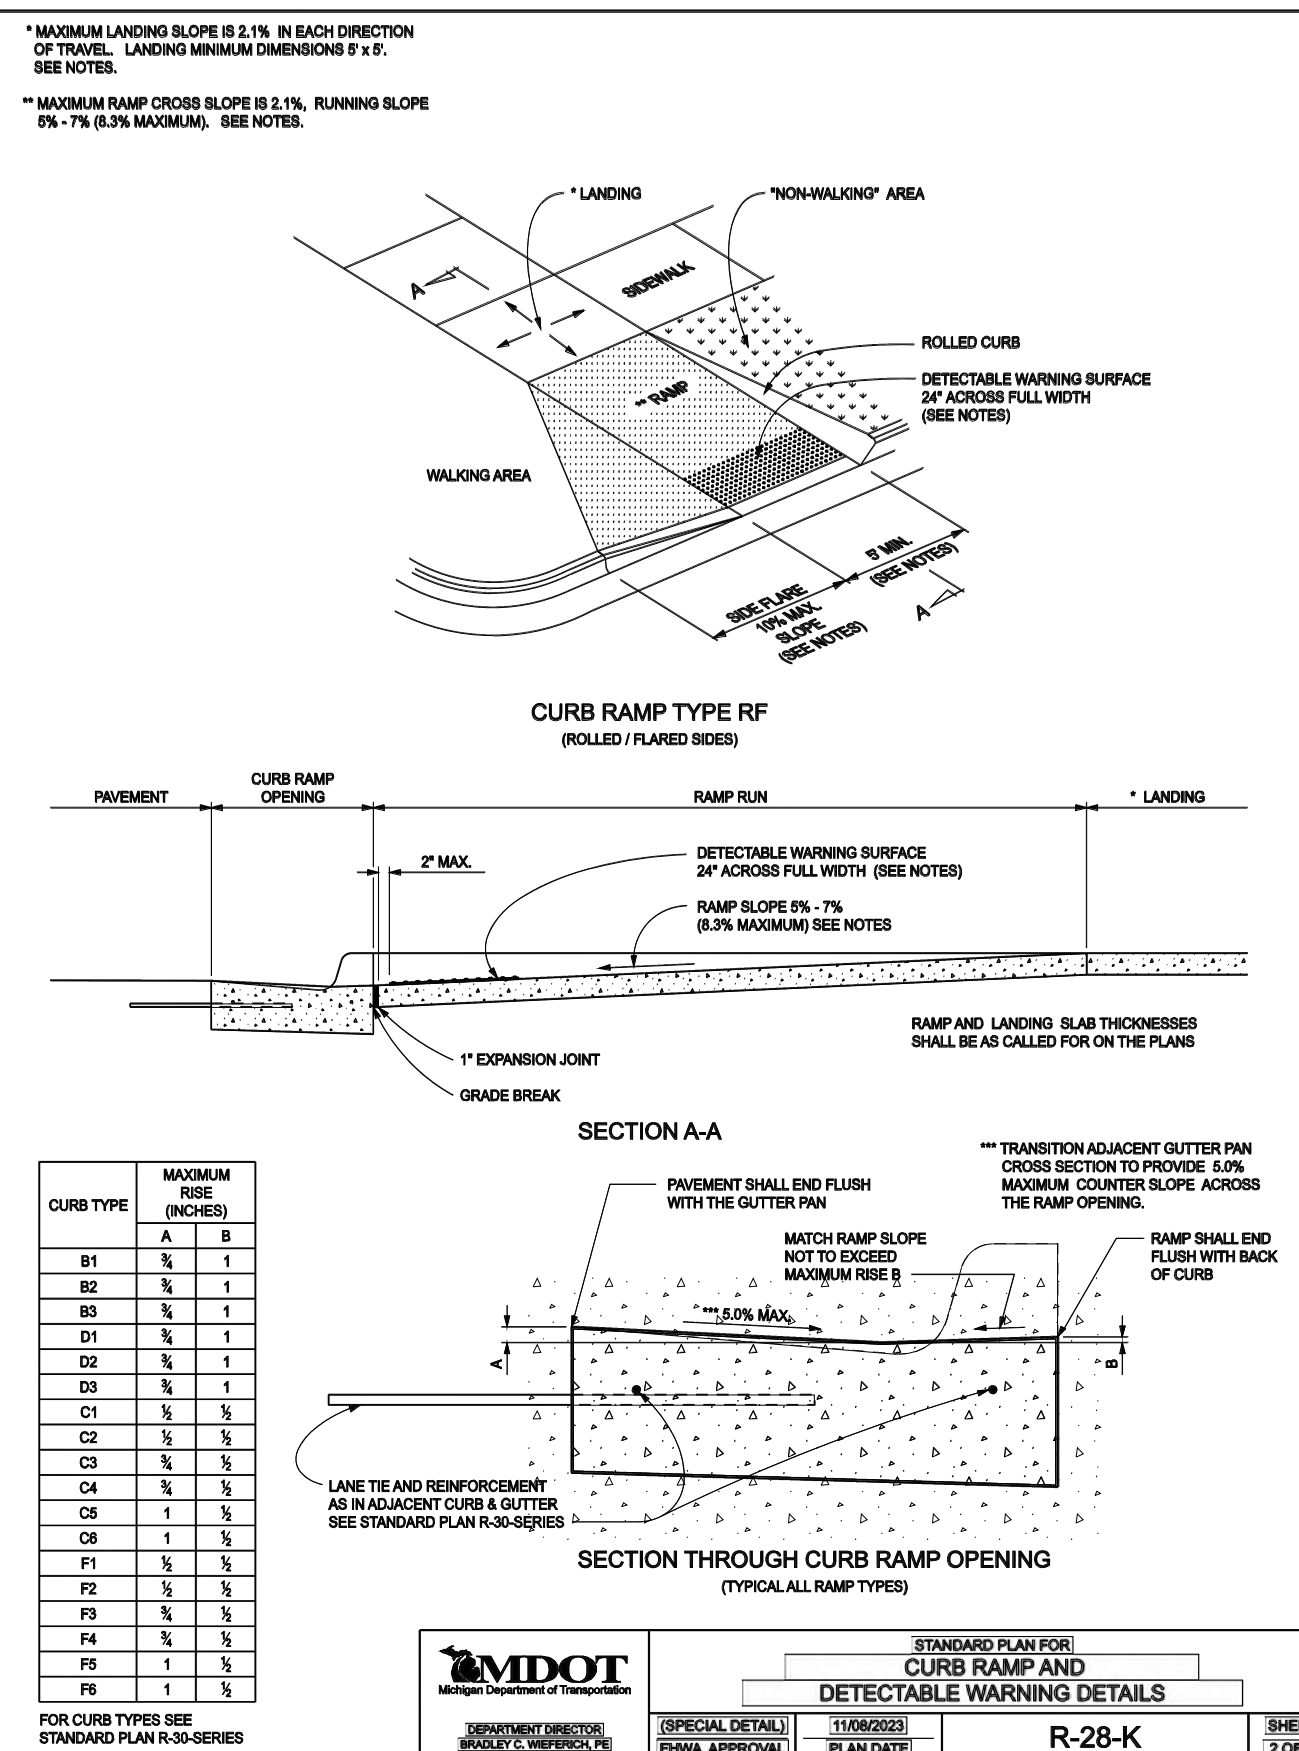 * MAXIMUM LANDING SLOPE IS 2.1% IN EACH DIRECTION
OF TRAVEL. LANDING MINIMUM DIMENSIONS 5' x 5'.
SEE NOTES.
** MAXIMUM RAMP CROSS SLOPE IS 2.1%, RUNNING SLOPE
5% - 7% (8.3% MAXIMUM). SEE NOTES.
* LANDING
"NON-WALKING" AREA
A
SIDEWALK
ROLLED CURB
** RAMP
DETECTABLE WARNING SURFACE
24" ACROSS FULL WIDTH
(SEE NOTES)
WALKING AREA
5' MIN.
(SEE NOTES)
A
SIDE FLARE
10% MAX.
SLOPE
(SEE NOTES)
CURB RAMP TYPE RF
(ROLLED / FLARED SIDES)
PAVEMENT
CURB RAMP
OPENING
RAMP RUN
* LANDING
2" MAX.
DETECTABLE WARNING SURFACE
24" ACROSS FULL WIDTH (SEE NOTES)
RAMP SLOPE 5% - 7%
(8.3% MAXIMUM) SEE NOTES
RAMP AND LANDING SLAB THICKNESSES
SHALL BE AS CALLED FOR ON THE PLANS
1" EXPANSION JOINT
GRADE BREAK
SECTION A-A
CURB TYPE
MAXIMUM
RISE
(INCHES)
A B
B1 ¾ 1
B2 ¾ 1
B3 ¾ 1
D1 ¾ 1
D2 ¾ 1
D3 ¾ 1
C1 ½ ½
C2 ½ ½
C3 ¾ ½
C4 ¾ ½
C5 1 ½
C6 1 ½
F1 ½ ½
F2 ½ ½
F3 ¾ ½
F4 ¾ ½
F5 1 ½
F6 1 ½
FOR CURB TYPES SEE
STANDARD PLAN R-30-SERIES
*** TRANSITION ADJACENT GUTTER PAN
CROSS SECTION TO PROVIDE 5.0%
MAXIMUM COUNTER SLOPE ACROSS
THE RAMP OPENING.
PAVEMENT SHALL END FLUSH
WITH THE GUTTER PAN
MATCH RAMP SLOPE
NOT TO EXCEED
MAXIMUM RISE B
RAMP SHALL END
FLUSH WITH BACK
OF CURB
*** 5.0% MAX.
A
B
LANE TIE AND REINFORCEMENT
AS IN ADJACENT CURB & GUTTER
SEE STANDARD PLAN R-30-SERIES
SECTION THROUGH CURB RAMP OPENING
(TYPICAL ALL RAMP TYPES)
MDOT
Michigan Department of Transportation
DEPARTMENT DIRECTOR
BRADLEY C. WIEFERICH, PE
STANDARD PLAN FOR
CURB RAMP AND
DETECTABLE WARNING DETAILS
(SPECIAL DETAIL)
FHWA APPROVAL
11/08/2023
PLAN DATE
R-28-K